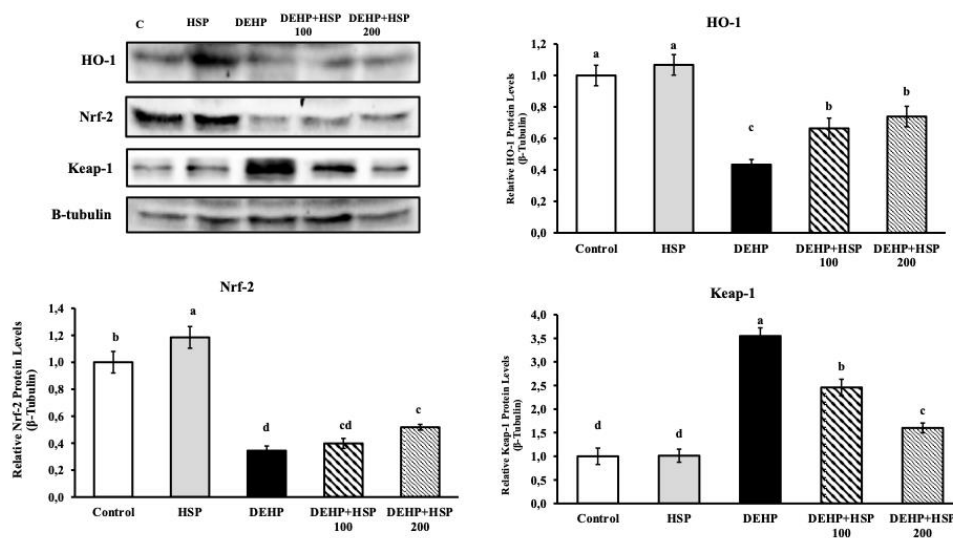 C HSP DEHP DEHP+HSP DEHP+HSP
100 200
HO-1
Nrf-2
Keap-1
B-tubulin
HO-1
Relative HO-1 Protein Levels
(β-Tubulin)
1,2
1,0
0,8
0,6
0,4
0,2
0,0
a a c b b
Control HSP DEHP DEHP+HSP DEHP+HSP
100 200
Nrf-2
Relative Nrf-2 Protein Levels
(β-Tubulin)
1,4
1,2
1,0
0,8
0,6
0,4
0,2
0,0
b a d cd c
Control HSP DEHP DEHP+HSP DEHP+HSP
100 200
Keap-1
Relative Keap-1 Protein Levels
(β-Tubulin)
4,0
3,5
3,0
2,5
2,0
1,5
1,0
0,5
0,0
d d a b c
Control HSP DEHP DEHP+HSP DEHP+HSP
100 200